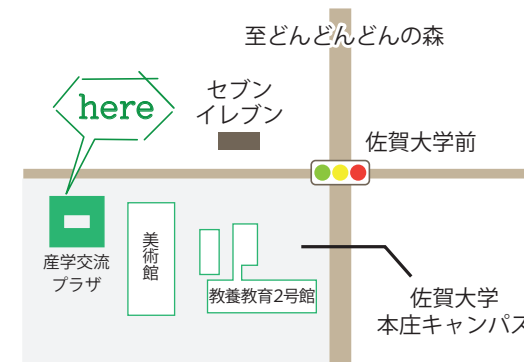 至どんどんどんの森
here
セブン
イレブン
佐賀大学前
産学交流
プラザ
美術館
教養教育2号館
佐賀大学
本庄キャンパス